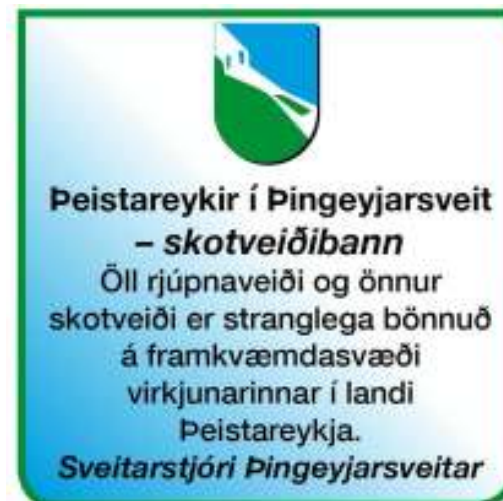 Þeistareykir í Þingeyjarsveit
– skotveiðibann
Öll rjúpnaveiði og önnur
skotveiði er stranglega bönnuð
á framkvæmdasvæði
virkjunarinnar í landi
Þeistareykja.
Sveitarstjóri Þingeyjarsveitar